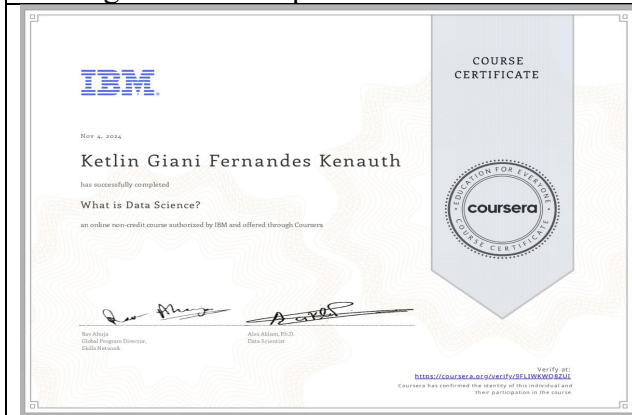 IBM
COURSE
CERTIFICATE
Nov 4, 2024
Ketlin Giani Fernandes Kenauth
has successfully completed
What is Data Science?
an online non-credit course authorized by IBM and offered through Coursera
EDUCATION FOR EVERYONE
coursera
COURSE CERTIFICATE
Rav Ahuja
Global Program Director,
Skills Network
Alex Aklson, Ph.D.
Data Scientist
Verify at:
https://coursera.org/verify/9FLIWKWQ8ZUI
Coursera has confirmed the identity of this individual and
their participation in the course